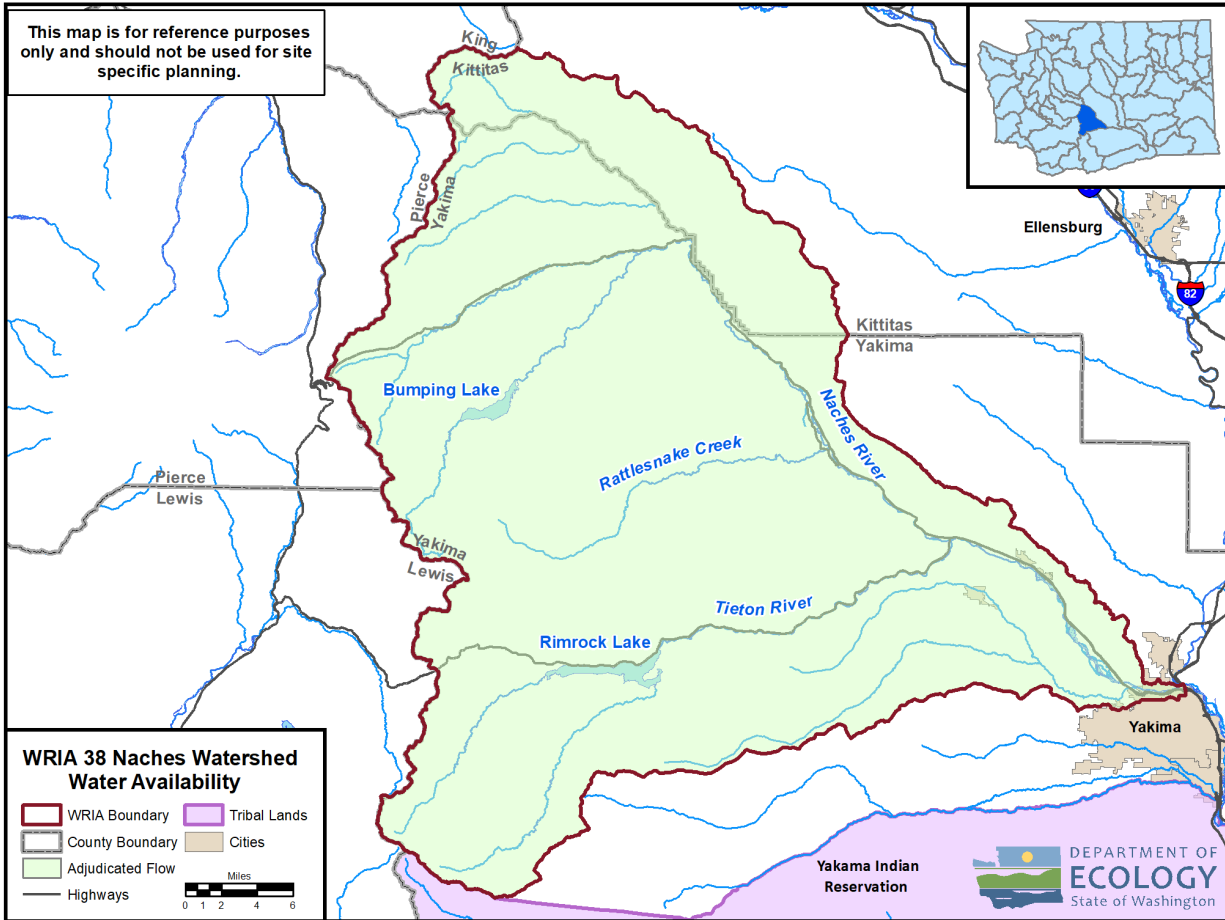 This map is for reference purposes
only and should not be used for site
specific planning.
King
Kittitas
Pierce
Yakima
Ellensburg
82
Kittitas
Yakima
Bumping Lake
Naches River
Rattlesnake Creek
Pierce
Lewis
Yakima
Lewis
Tieton River
Rimrock Lake
Yakima
WRIA 38 Naches Watershed
Water Availability
WRIA Boundary
Tribal Lands
County Boundary
Cities
Adjudicated Flow
Highways
Miles
0 1 2 4 6
Yakama Indian
Reservation
DEPARTMENT OF
ECOLOGY
State of Washington